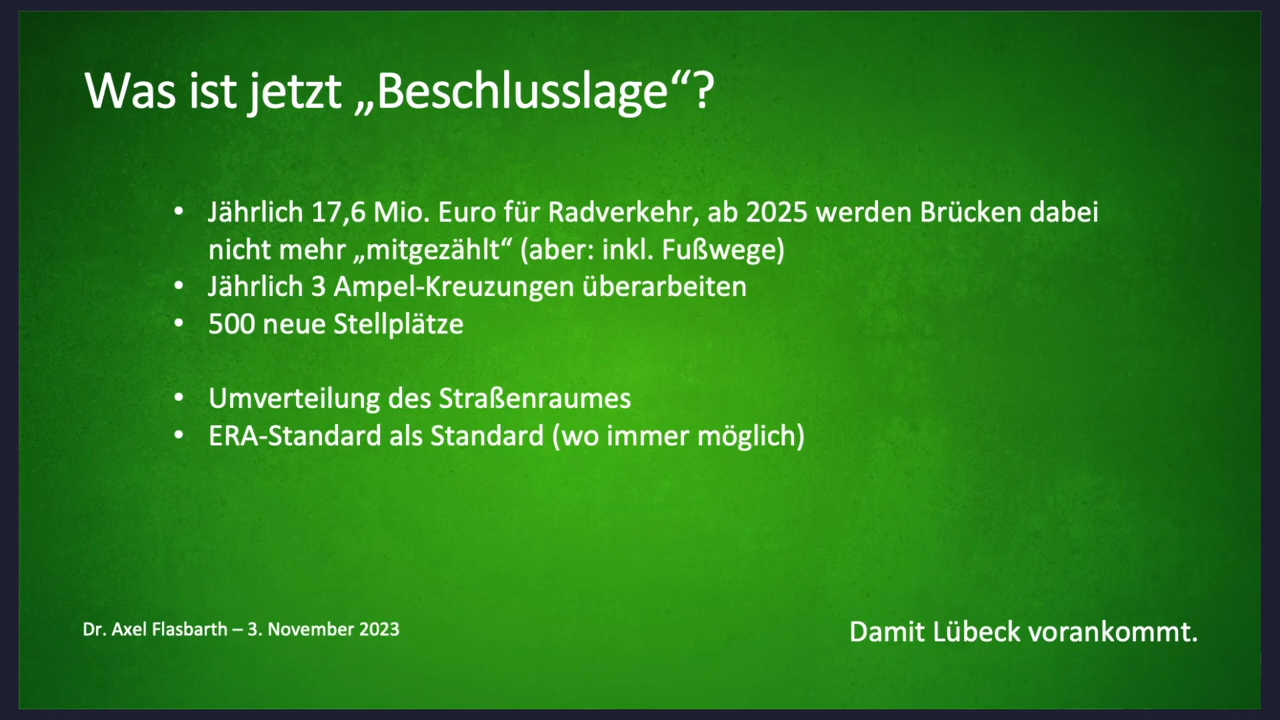 Was ist jetzt „Beschlusslage“?
• Jährlich 17,6 Mio. Euro für Radverkehr, ab 2025 werden Brücken dabei
nicht mehr „mitgezählt“ (aber: inkl. Fußwege)
• Jährlich 3 Ampel-Kreuzungen überarbeiten
• 500 neue Stellplätze
• Umverteilung des Straßenraumes
• ERA-Standard als Standard (wo immer möglich)
Dr. Axel Flasbarth – 3. November 2023
Damit Lübeck vorankommt.